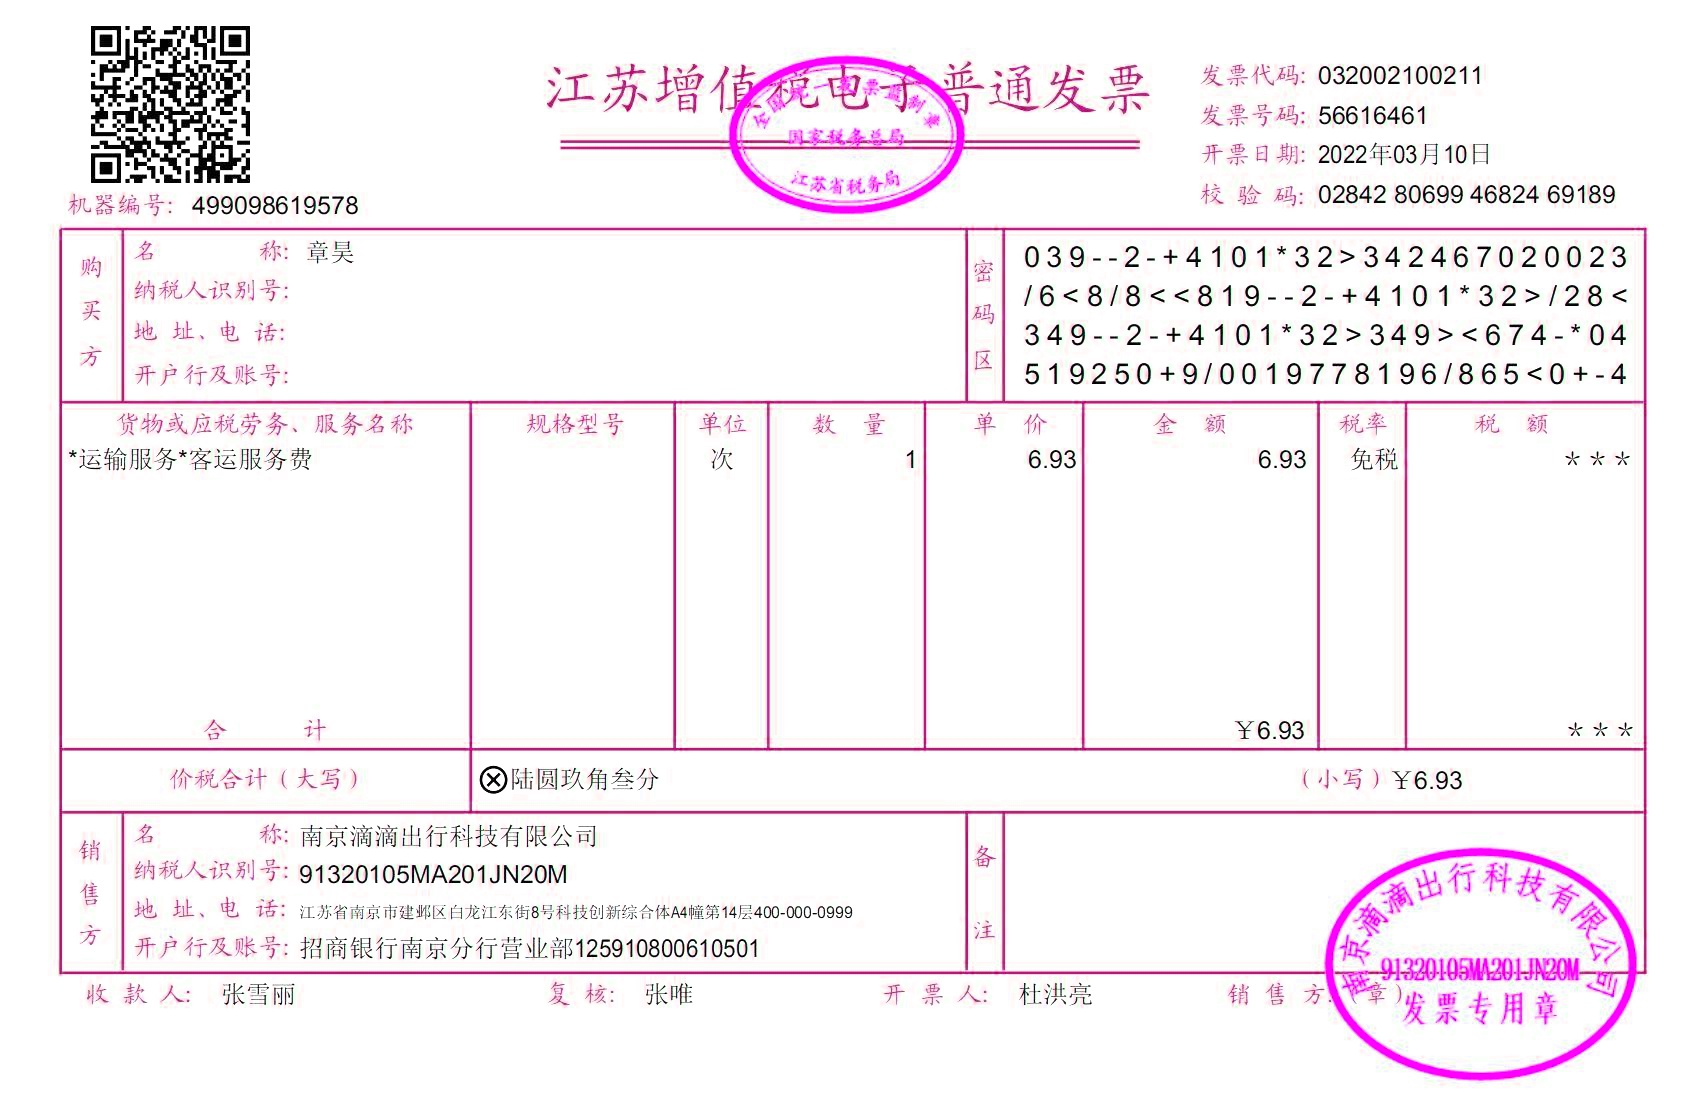 江苏增值税电子普通发票
全国统一发票监制章
国家税务总局
江苏省税务局
发票代码: 032002100211
发票号码: 56616461
开票日期: 2022年03月10日
校 验 码: 02842 80699 46824 69189
机器编号: 499098619578
购买方
名 称: 章昊
纳税人识别号:
地 址、电 话:
开户行及账号:
密码区
039--2-+4101*32>342467020023
/6<8/8<<819--2-+4101*32>/28<
349--2-+4101*32>349><674-*04
519250+9/0019778196/865<0+-4
货物或应税劳务、服务名称 规格型号 单位 数 量 单 价 金 额 税率 税 额
*运输服务*客运服务费 次 1 6.93 6.93 免税 ＊＊＊
合 计 ￥6.93 ＊＊＊
价税合计（大写） ⊗陆圆玖角叁分 （小写）￥6.93
销售方
名 称: 南京滴滴出行科技有限公司
纳税人识别号: 91320105MA201JN20M
地 址、电 话: 江苏省南京市建邺区白龙江东街8号科技创新综合体A4幢第14层400-000-0999
开户行及账号: 招商银行南京分行营业部125910800610501
备注
收 款 人: 张雪丽 复 核: 张唯 开 票 人: 杜洪亮 销 售 方:（章）
南京滴滴出行科技有限公司
91320105MA201JN20M
发票专用章